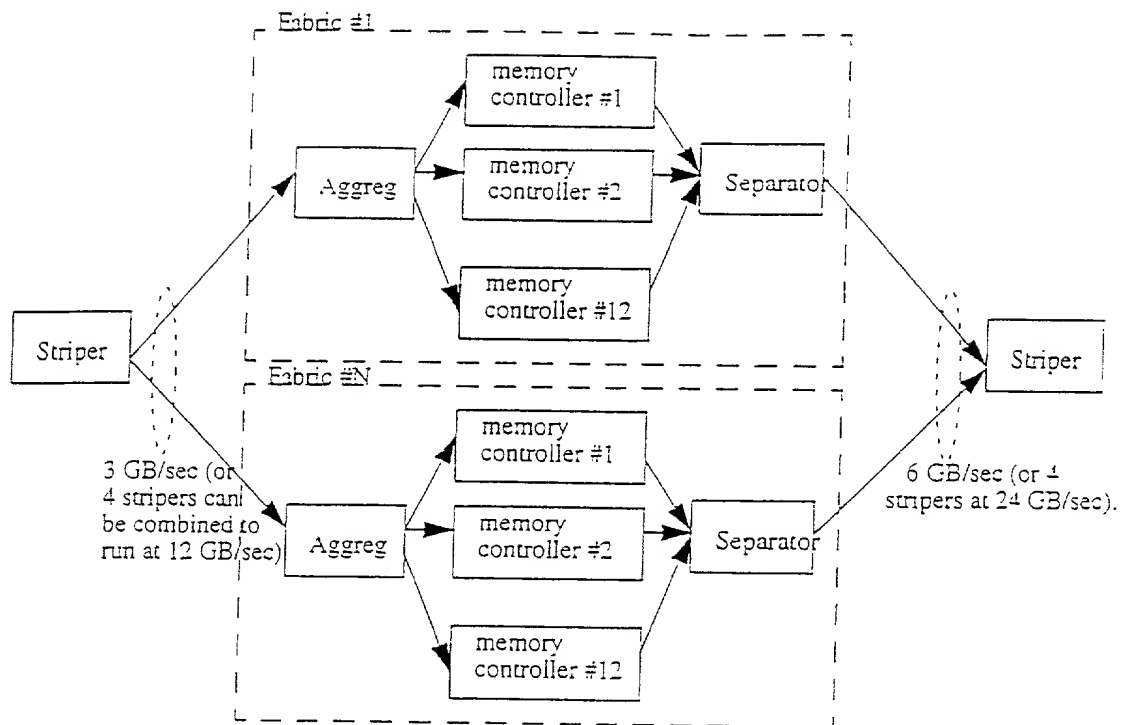 Fabric #1
memory
controller #1
Aggreg
memory
controller #2
Separator
memory
controller #12
Striper
Striper
Fabric #N
memory
controller #1
3 GB/sec (or
4 stripers can
be combined to
run at 12 GB/sec)
6 GB/sec (or 4
stripers at 24 GB/sec).
Aggreg
memory
controller #2
Separator
memory
controller #12